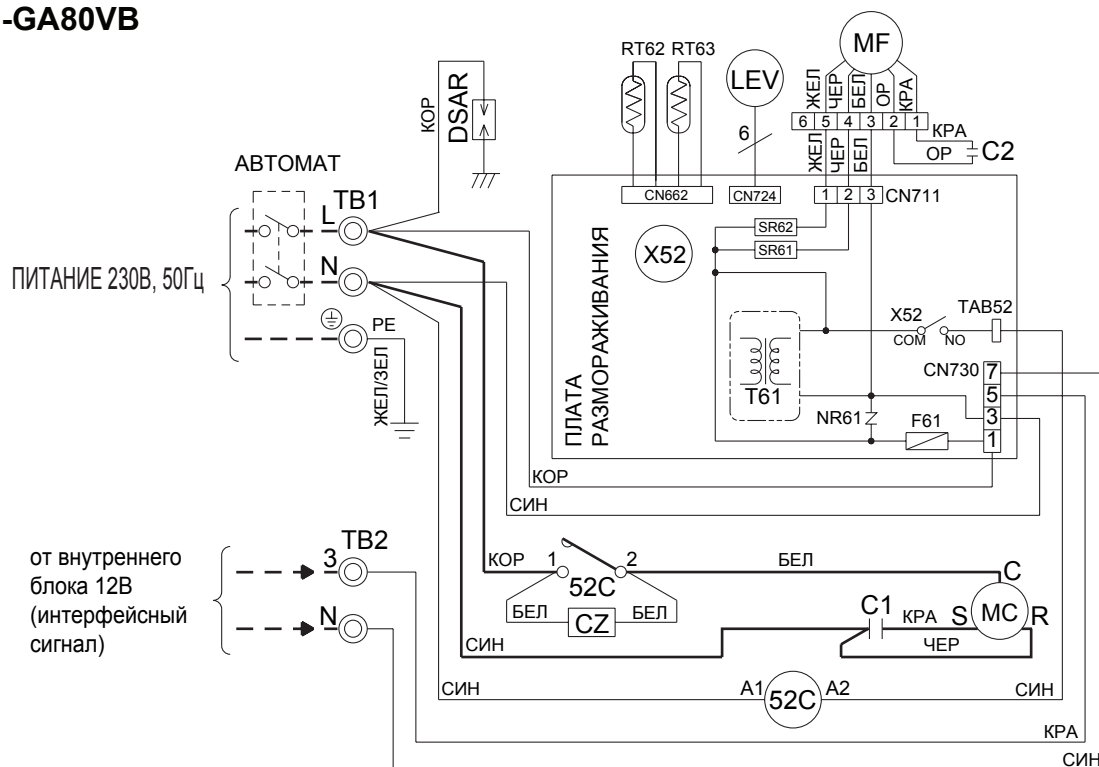 -GA80VB
RT62 RT63
LEV
MF
ЖЕЛ
ЧЕР
БЕЛ
ОР
КРА
6 5 4 3 2 1
КРА
ОР
C2
ЖЕЛ
ЧЕР
БЕЛ
6
КОР
DSAR
АВТОМАТ
L
TB1
N
PE
ЖЕЛ/ЗЕЛ
ПИТАНИЕ 230В, 50Гц
CN662
CN724
1 2 3
CN711
X52
SR62
SR61
X52
COM
NO
TAB52
T61
CN730
7
5
3
1
NR61
F61
ПЛАТА
РАЗМОРАЖИВАНИЯ
КОР
СИН
от внутреннего
блока 12В
(интерфейсный
сигнал)
3
TB2
N
КОР
1
2
52C
БЕЛ
CZ
БЕЛ
БЕЛ
C
MC
S
R
C1
КРА
ЧЕР
СИН
СИН
A1
52C
A2
СИН
КРА
СИН